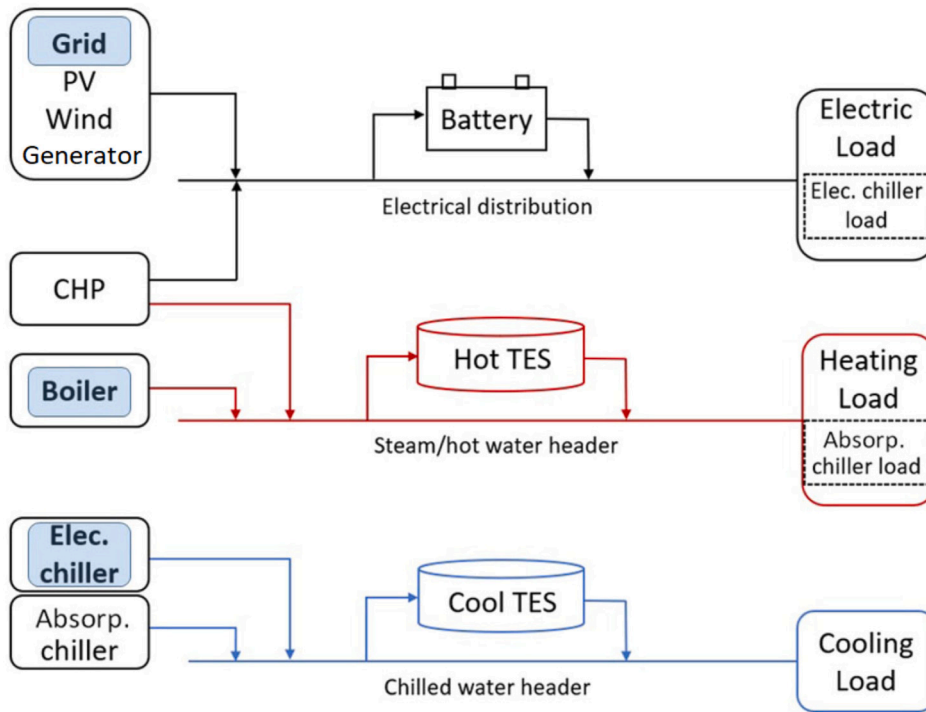 Grid
PV
Wind
Generator
Battery
Electric
Load
Elec. chiller
load
Electrical distribution
CHP
Hot TES
Heating
Load
Boiler
Absorp.
chiller load
Steam/hot water header
Elec.
chiller
Absorp.
chiller
Cool TES
Cooling
Load
Chilled water header